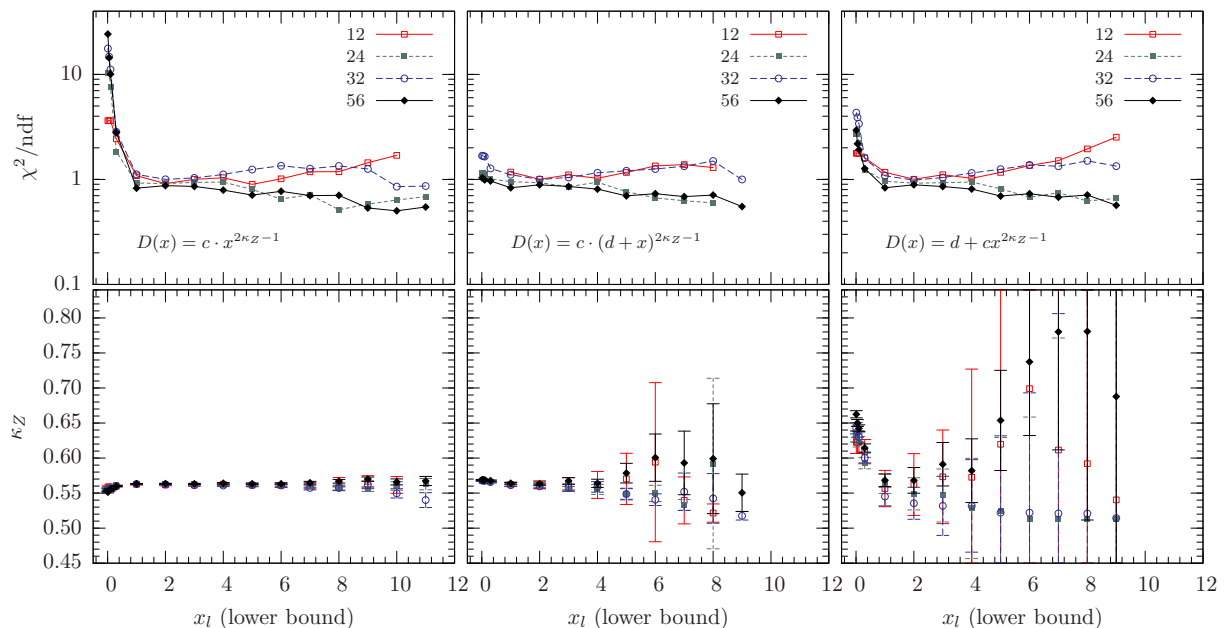 12
24
32
56
12
24
32
56
12
24
32
56
10
1
0.1
χ²/ndf
D(x) = c · x^{2κ_Z−1}
D(x) = c · (d + x)^{2κ_Z−1}
D(x) = d + cx^{2κ_Z−1}
0.80
0.75
0.70
0.65
0.60
0.55
0.50
0.45
κ_Z
0 2 4 6 8 10 12
0 2 4 6 8 10 12
0 2 4 6 8 10 12
x_l (lower bound)
x_l (lower bound)
x_l (lower bound)